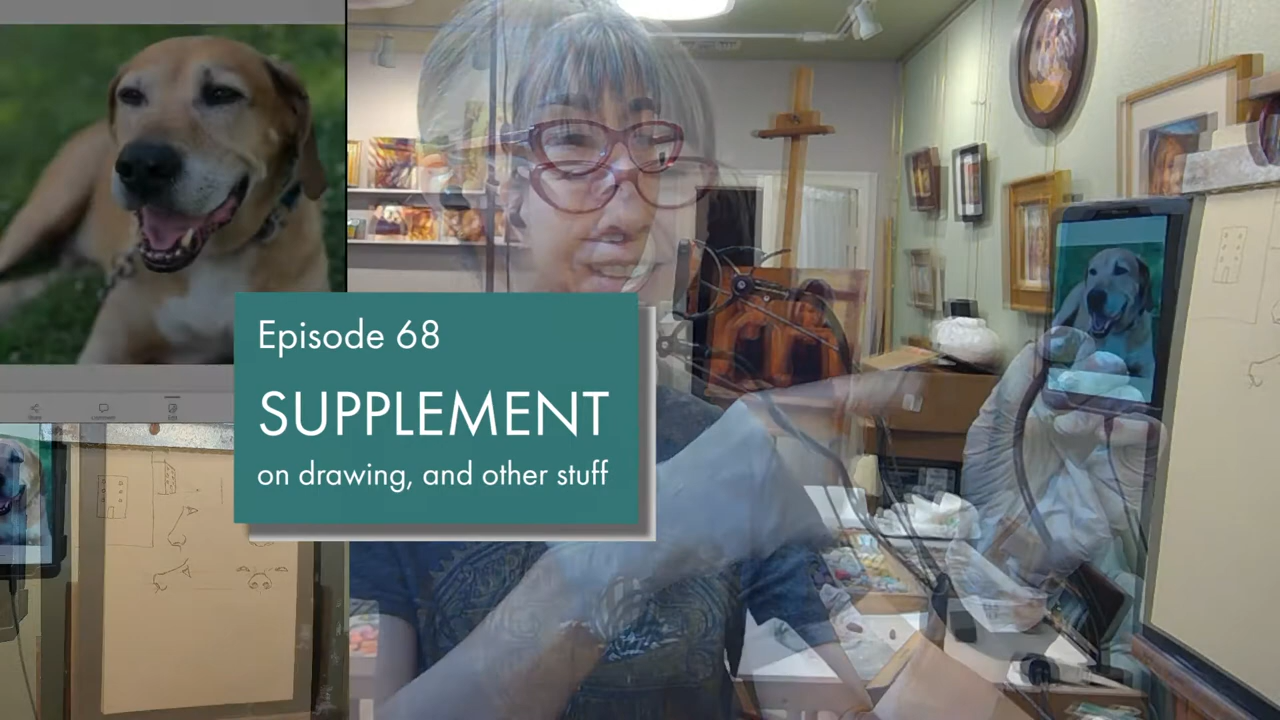 Episode 68
SUPPLEMENT
on drawing, and other stuff